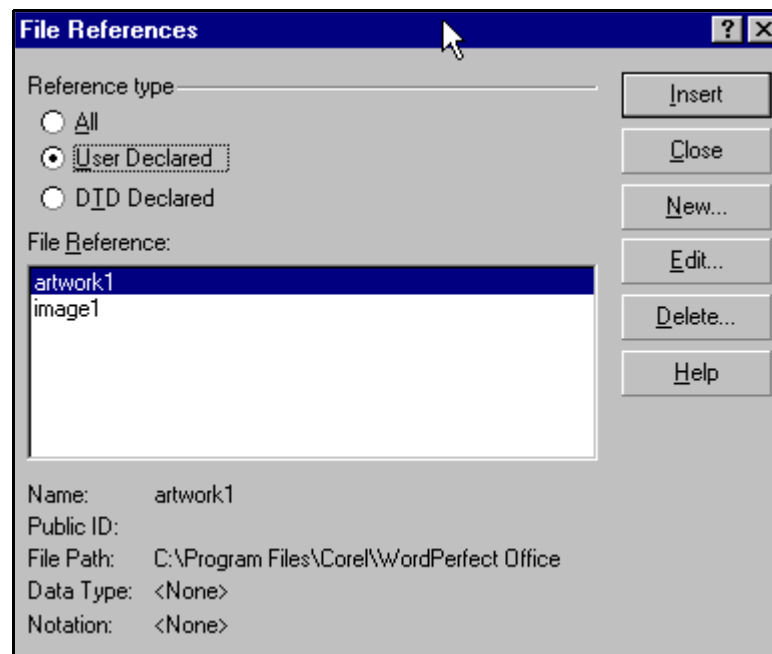 File References
Reference type
All
User Declared
DTD Declared
File Reference:
artwork1
image1
Insert
Close
New...
Edit...
Delete...
Help
Name: artwork1
Public ID:
File Path: C:\Program Files\Corel\WordPerfect Office
Data Type: <None>
Notation: <None>